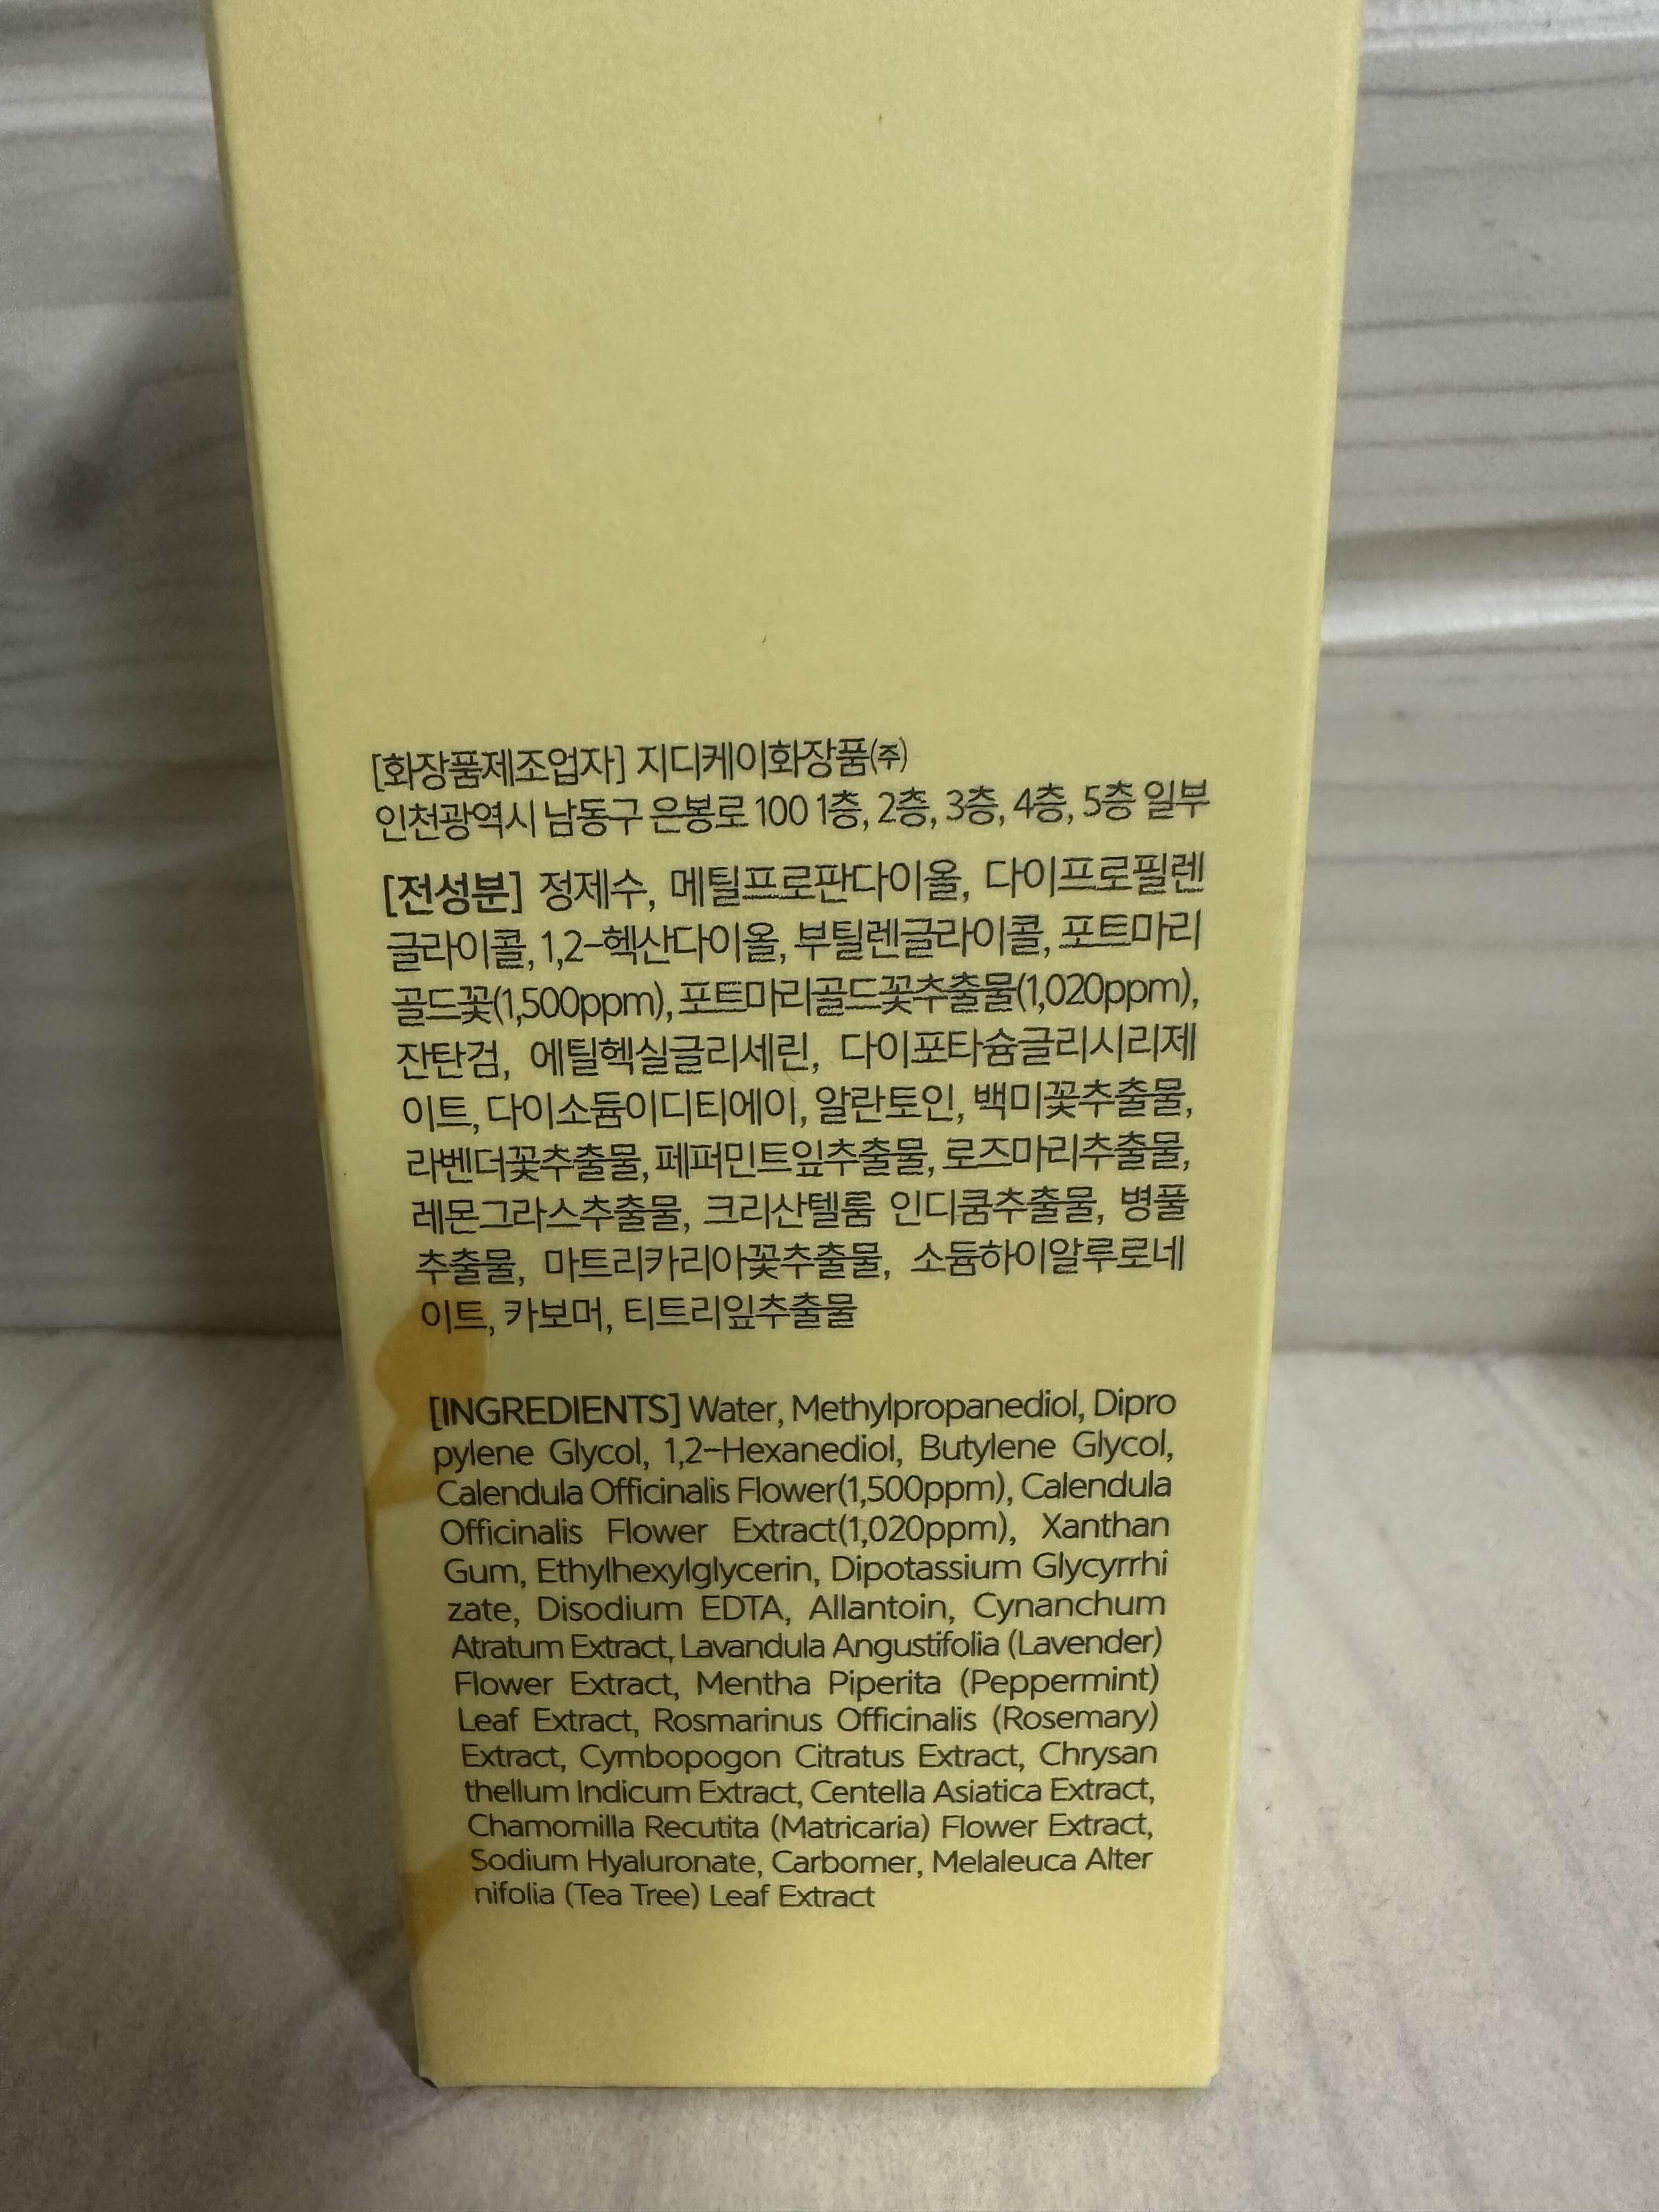 [화장품제조업자] 지디케이화장품(주)
인천광역시 남동구 은봉로 100 1층, 2층, 3층, 4층, 5층 일부
[전성분] 정제수, 메틸프로판다이올, 다이프로필렌
글라이콜, 1,2-헥산다이올, 부틸렌글라이콜, 포트마리
골드꽃(1,500ppm), 포트마리골드꽃추출물(1,020ppm),
잔탄검, 에틸헥실글리세린, 다이포타슘글리시리제
이트, 다이소듐이디티에이, 알란토인, 백미꽃추출물,
라벤더꽃추출물, 페퍼민트잎추출물, 로즈마리추출물,
레몬그라스추출물, 크리산텔룸 인디쿰추출물, 병풀
추출물, 마트리카리아꽃추출물, 소듐하이알루로네
이트, 카보머, 티트리잎추출물
[INGREDIENTS] Water, Methylpropanediol, Dipro
pylene Glycol, 1,2-Hexanediol, Butylene Glycol,
Calendula Officinalis Flower(1,500ppm), Calendula
Officinalis Flower Extract(1,020ppm), Xanthan
Gum, Ethylhexylglycerin, Dipotassium Glycyrrhi
zate, Disodium EDTA, Allantoin, Cynanchum
Atratum Extract, Lavandula Angustifolia (Lavender)
Flower Extract, Mentha Piperita (Peppermint)
Leaf Extract, Rosmarinus Officinalis (Rosemary)
Extract, Cymbopogon Citratus Extract, Chrysan
thellum Indicum Extract, Centella Asiatica Extract,
Chamomilla Recutita (Matricaria) Flower Extract,
Sodium Hyaluronate, Carbomer, Melaleuca Alter
nifolia (Tea Tree) Leaf Extract